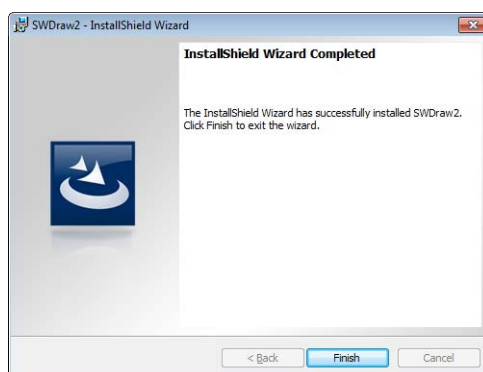 SWDraw2 - InstallShield Wizard
InstallShield Wizard Completed
The InstallShield Wizard has successfully installed SWDraw2.
Click Finish to exit the wizard.
< Back
Finish
Cancel